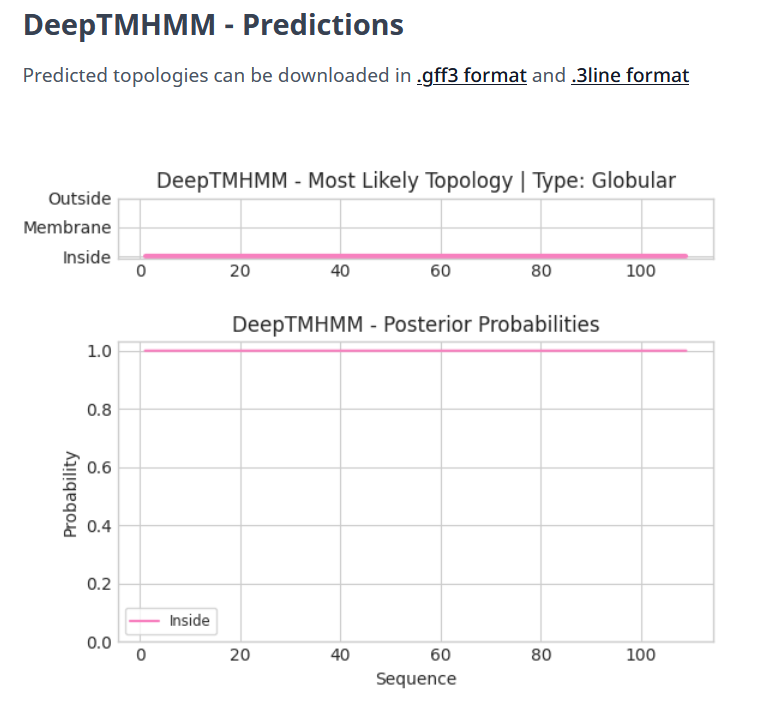 DeepTMHMM - Predictions
Predicted topologies can be downloaded in .gff3 format and .3line format
DeepTMHMM - Most Likely Topology | Type: Globular
Outside
Membrane
Inside
0 20 40 60 80 100
DeepTMHMM - Posterior Probabilities
1.0
0.8
0.6
0.4
0.2
0.0
Probability
Inside
0 20 40 60 80 100
Sequence